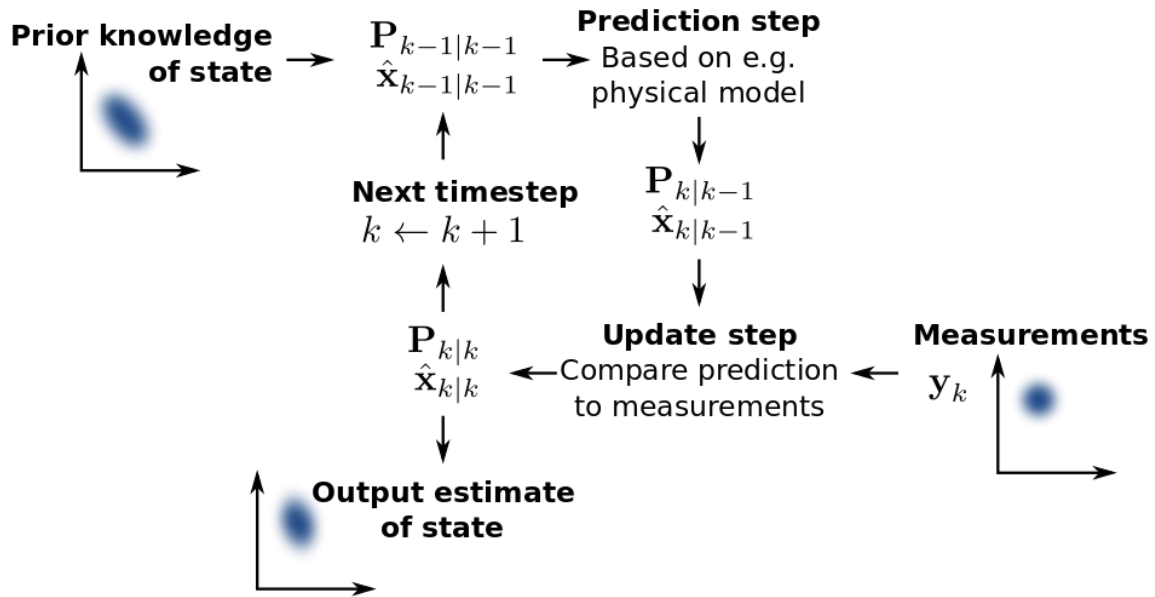 Prior knowledge
of state
P_{k−1|k−1}
x̂_{k−1|k−1}
Prediction step
Based on e.g.
physical model
P_{k|k−1}
x̂_{k|k−1}
Next timestep
k ← k + 1
P_{k|k}
x̂_{k|k}
Update step
Compare prediction
to measurements
Measurements
y_k
Output estimate
of state